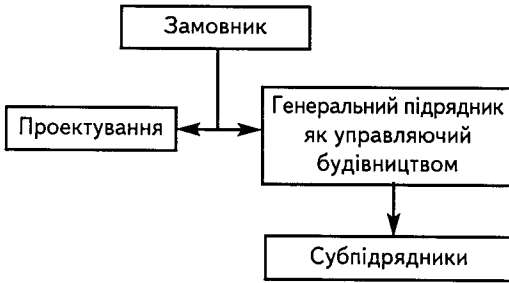 Замовник
Проектування
Генеральний підрядник
як управляючий
будівництвом
Субпідрядники